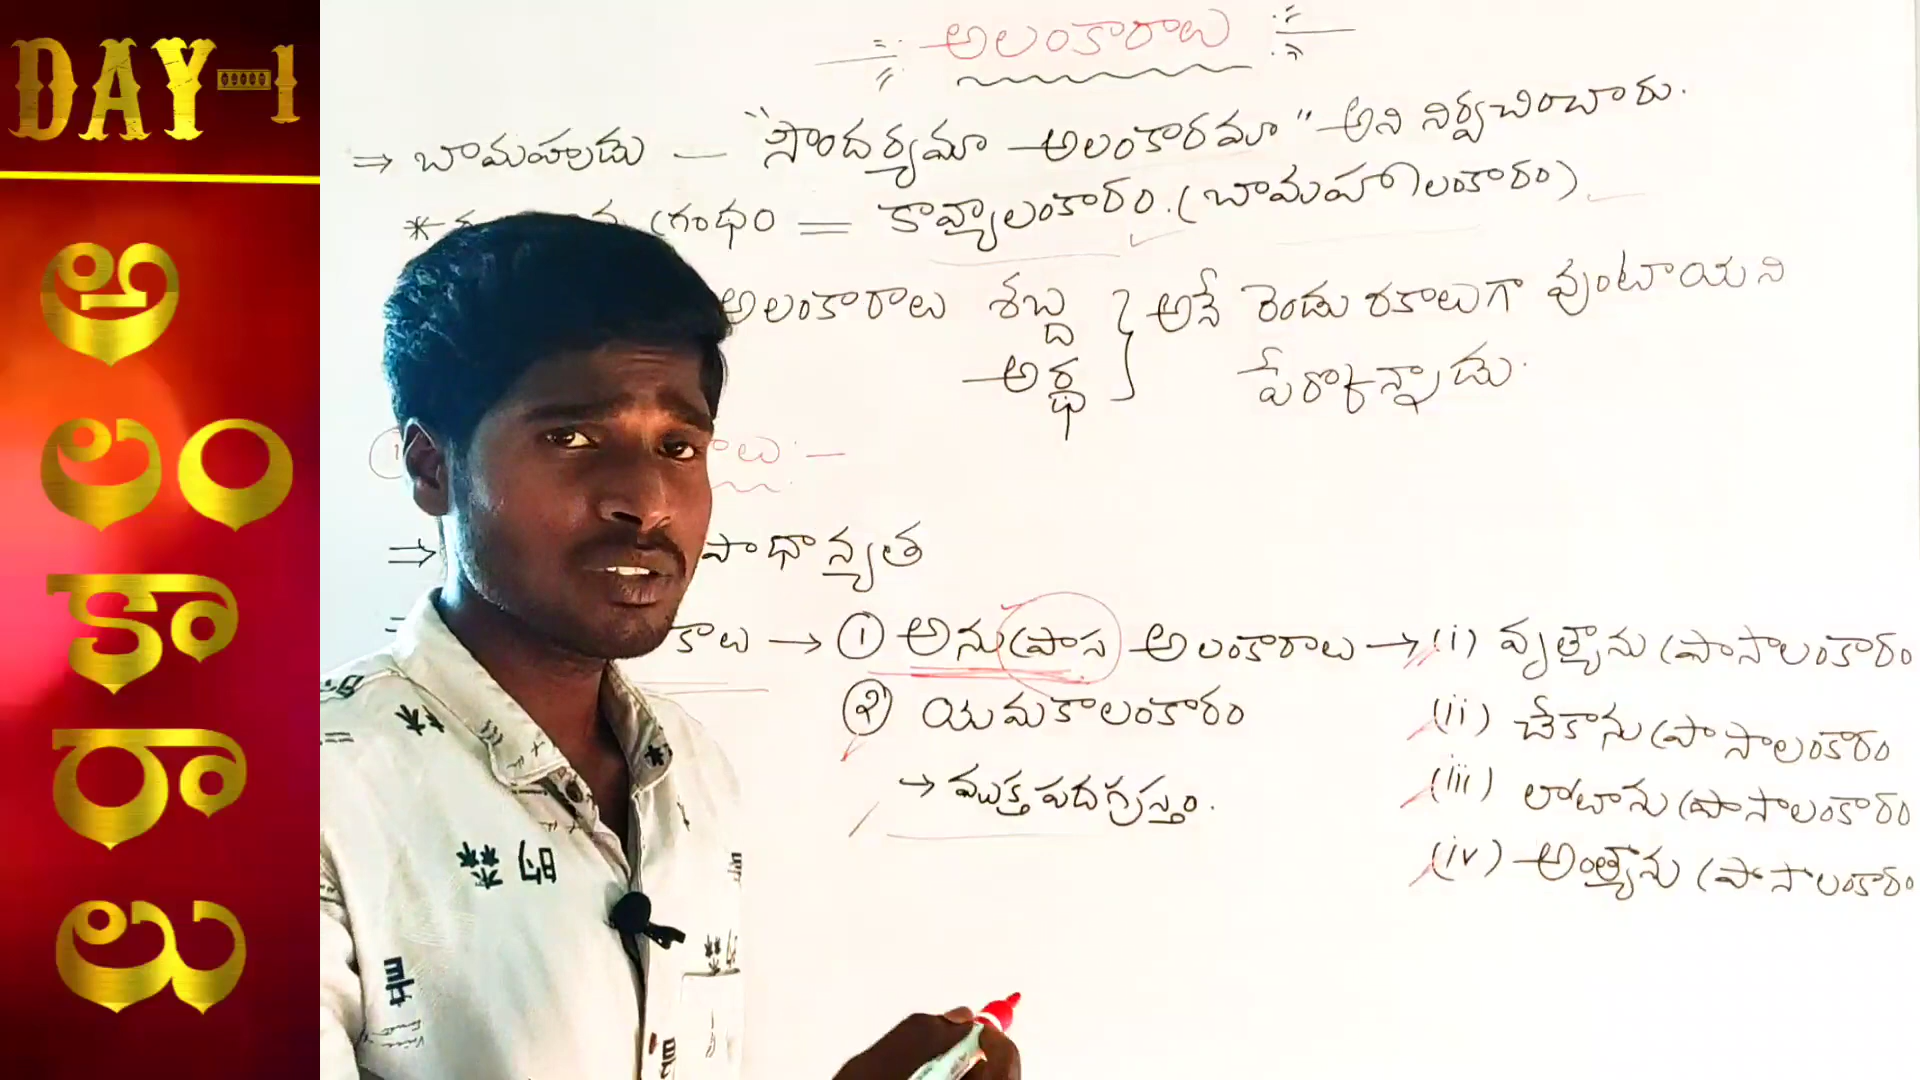 DAY-1
అలంకారాలు
అలంకారాలు
⇒ బామహుడు — "సౌందర్యమా అలంకారమా" అని నిర్వచించారు.
గ్రంథం = కావ్యాలంకారం. (బామహాలంకారం)
అలంకారాలు శబ్ద } అనే రెండు రకాలుగా వుంటాయని
అర్థ పేర్కొన్నాడు.
⇒ ప్రాధాన్యత
→ ① అనుప్రాస అలంకారాలు → (i) వృత్యానుప్రాసాలంకారం
② యమకాలంకారం (ii) చేకానుప్రాసాలంకారం
→ ముక్తపదగ్రస్తం. (iii) లాటానుప్రాసాలంకారం
(iv) అంత్యానుప్రాసాలంకారం